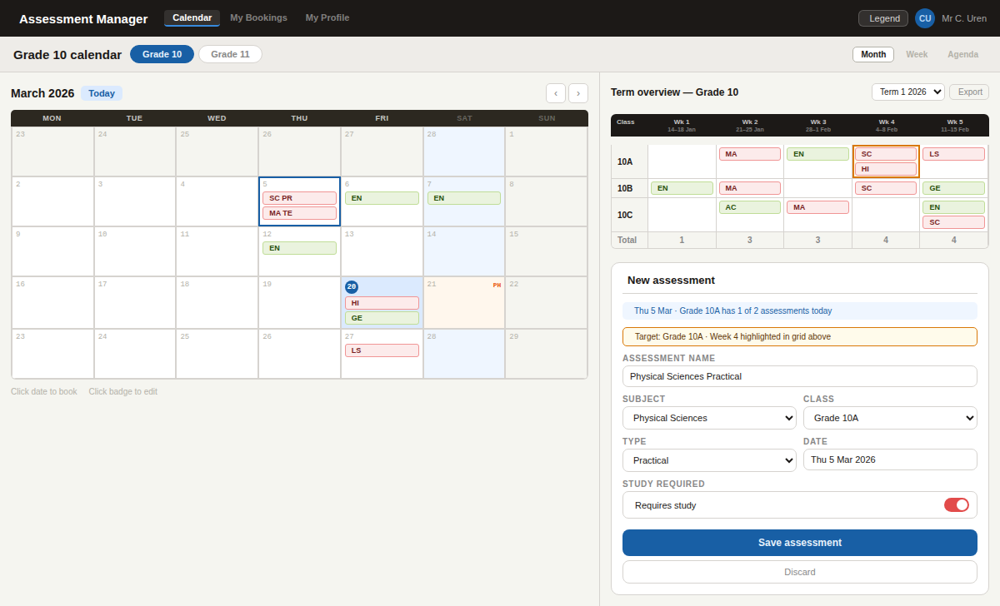 Assessment Manager Calendar My Bookings My Profile Legend CU Mr C. Uren
Grade 10 calendar Grade 10 Grade 11 Month Week Agenda
March 2026 Today ‹ ›
MON TUE WED THU FRI SAT SUN
23 24 25 26 27 28 1
2 3 4 5 6 7 8
SC PR EN EN
MA TE
9 10 11 12 13 14 15
EN
16 17 18 19 20 21 PH 22
HI
GE
23 24 25 26 27 28 29
LS
Click date to book Click badge to edit
Term overview — Grade 10 Term 1 2026 Export
Class Wk 1 Wk 2 Wk 3 Wk 4 Wk 5
14–18 Jan 21–25 Jan 28–1 Feb 4–8 Feb 11–15 Feb
10A MA EN SC LS
HI
10B EN MA SC GE
10C AC MA EN
SC
Total 1 3 3 4 4
New assessment
Thu 5 Mar · Grade 10A has 1 of 2 assessments today
Target: Grade 10A · Week 4 highlighted in grid above
ASSESSMENT NAME
Physical Sciences Practical
SUBJECT CLASS
Physical Sciences Grade 10A
TYPE DATE
Practical Thu 5 Mar 2026
STUDY REQUIRED
Requires study
Save assessment
Discard